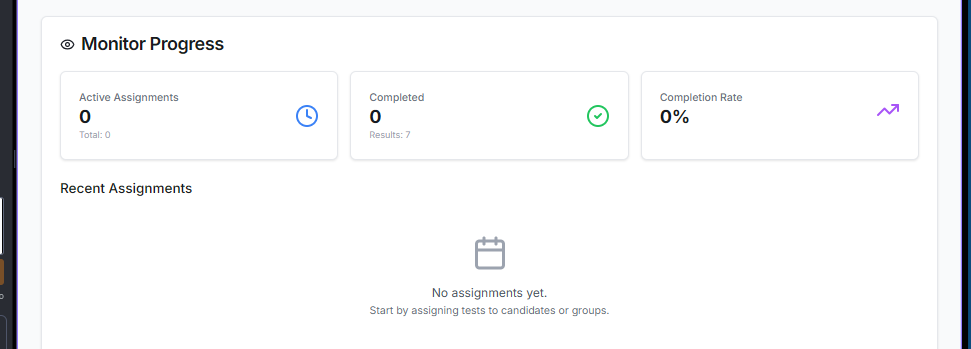 Monitor Progress
Active Assignments
0
Total: 0
Completed
0
Results: 7
Completion Rate
0%
Recent Assignments
No assignments yet.
Start by assigning tests to candidates or groups.